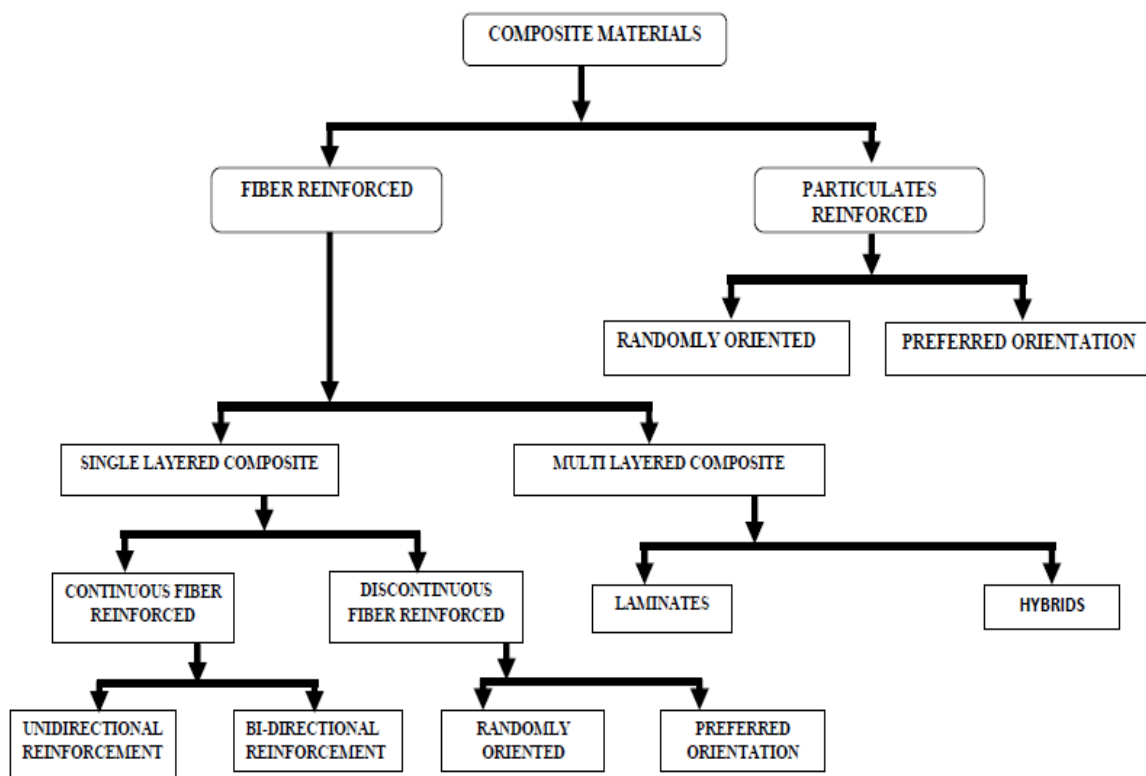 COMPOSITE MATERIALS
FIBER REINFORCED
PARTICULATES
REINFORCED
RANDOMLY ORIENTED
PREFERRED ORIENTATION
SINGLE LAYERED COMPOSITE
MULTI LAYERED COMPOSITE
CONTINUOUS FIBER
REINFORCED
DISCONTINUOUS
FIBER REINFORCED
LAMINATES
HYBRIDS
UNIDIRECTIONAL
REINFORCEMENT
BI-DIRECTIONAL
REINFORCEMENT
RANDOMLY
ORIENTED
PREFERRED
ORIENTATION